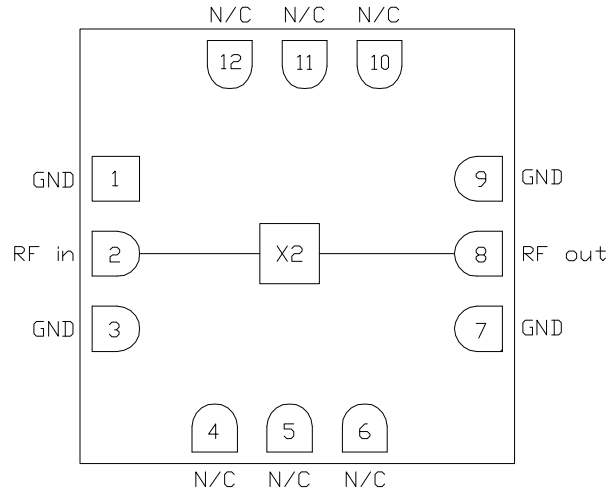 N/C N/C N/C
12 11 10
GND 1 9 GND
RF in 2 X2 8 RF out
GND 3 7 GND
4 5 6
N/C N/C N/C